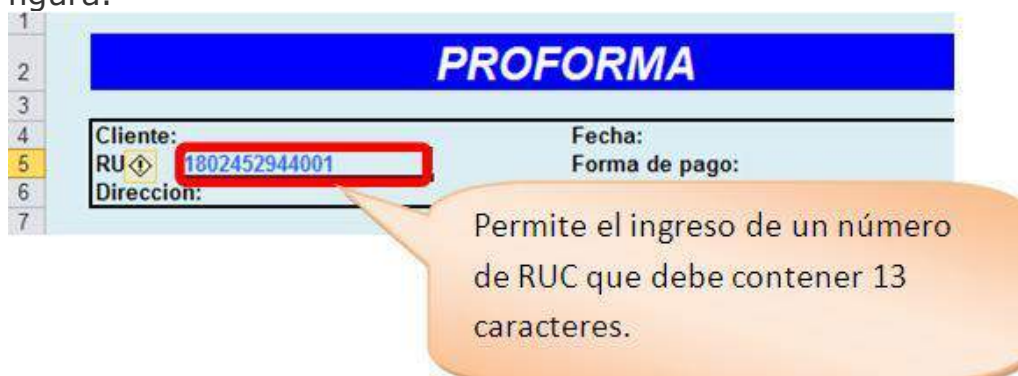 figura:
1
2 PROFORMA
3
4 Cliente: Fecha:
5 RU 1802452944001 Forma de pago:
6 Direccion:
7
Permite el ingreso de un número
de RUC que debe contener 13
caracteres.